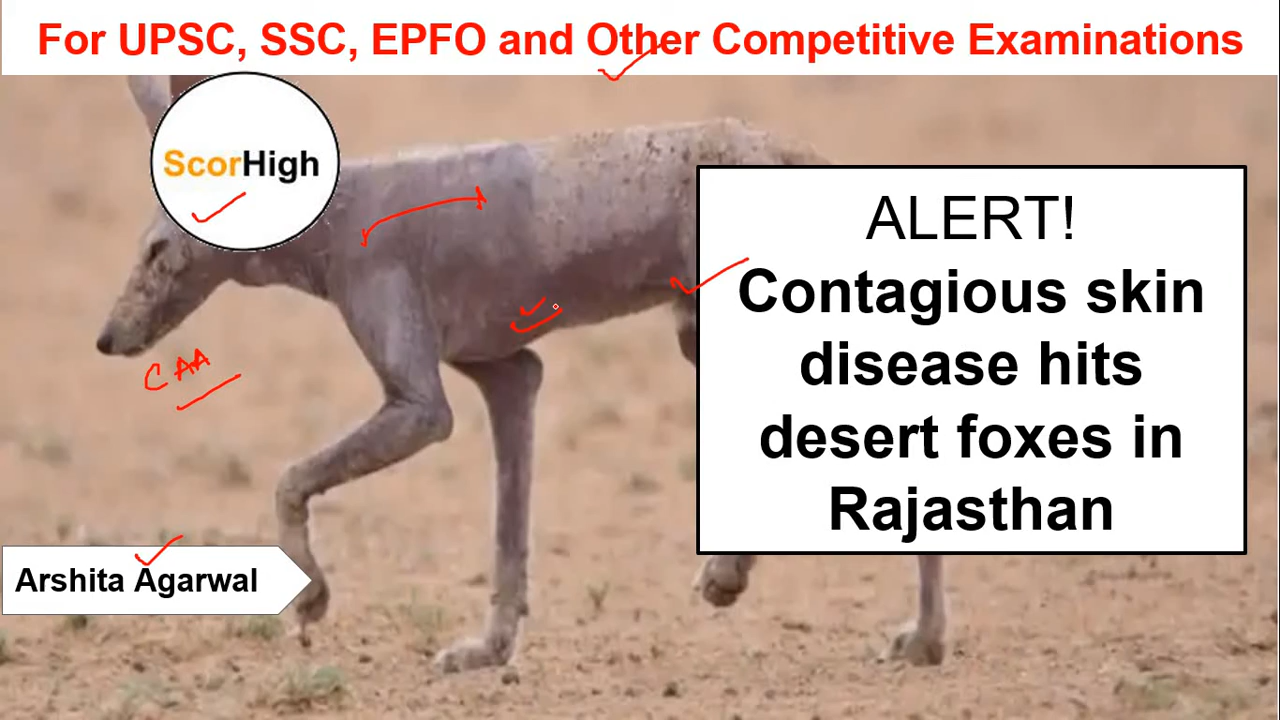 For UPSC, SSC, EPFO and Other Competitive Examinations
ScorHigh
ALERT!
Contagious skin
disease hits
desert foxes in
Rajasthan
CAA
Arshita Agarwal